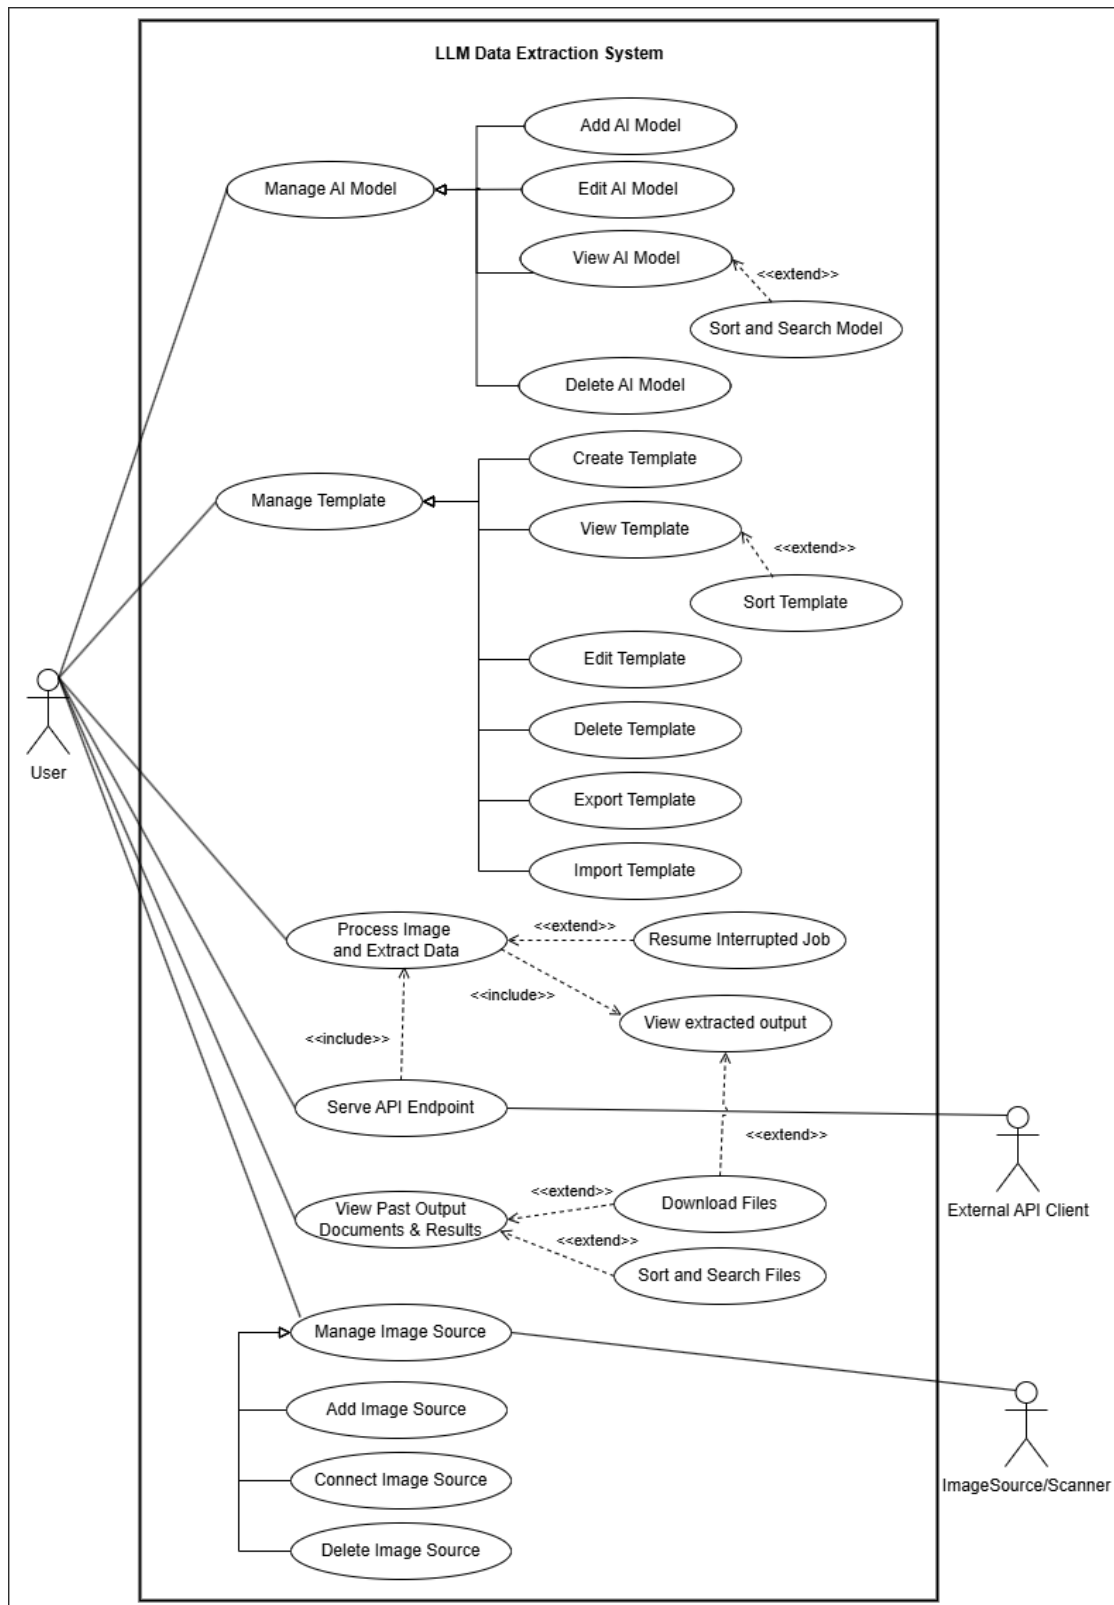 LLM Data Extraction System
Add AI Model
Manage AI Model
Edit AI Model
View AI Model
<<extend>>
Sort and Search Model
Delete AI Model
Create Template
Manage Template
View Template
<<extend>>
Sort Template
Edit Template
Delete Template
User
Export Template
Import Template
Process Image
and Extract Data
<<extend>>
Resume Interrupted Job
<<include>>
View extracted output
<<include>>
Serve API Endpoint
<<extend>>
External API Client
View Past Output
Documents & Results
<<extend>>
Download Files
<<extend>>
Sort and Search Files
Manage Image Source
Add Image Source
Connect Image Source
ImageSource/Scanner
Delete Image Source